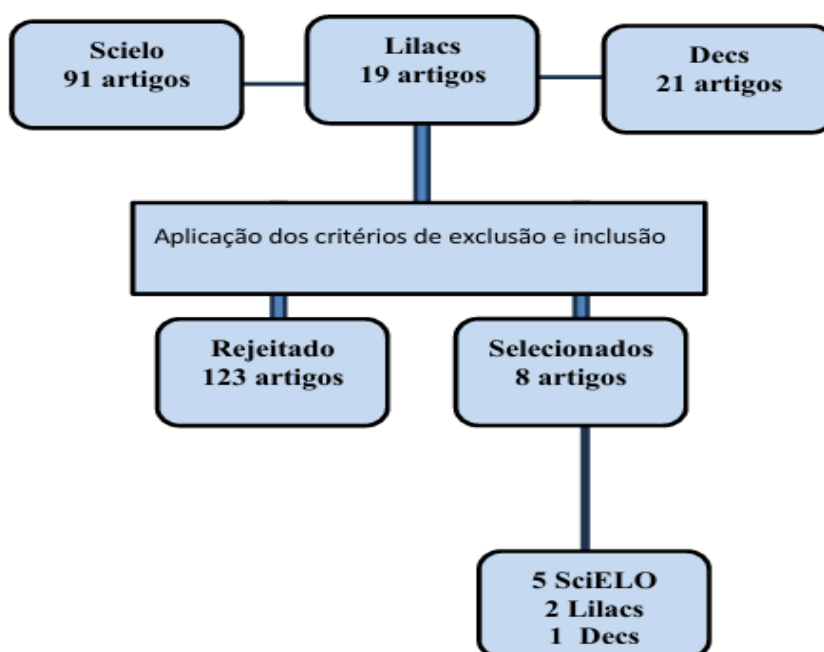 Scielo
91 artigos
Lilacs
19 artigos
Decs
21 artigos
Aplicação dos critérios de exclusão e inclusão
Rejeitado
123 artigos
Selecionados
8 artigos
5 SciELO
2 Lilacs
1 Decs